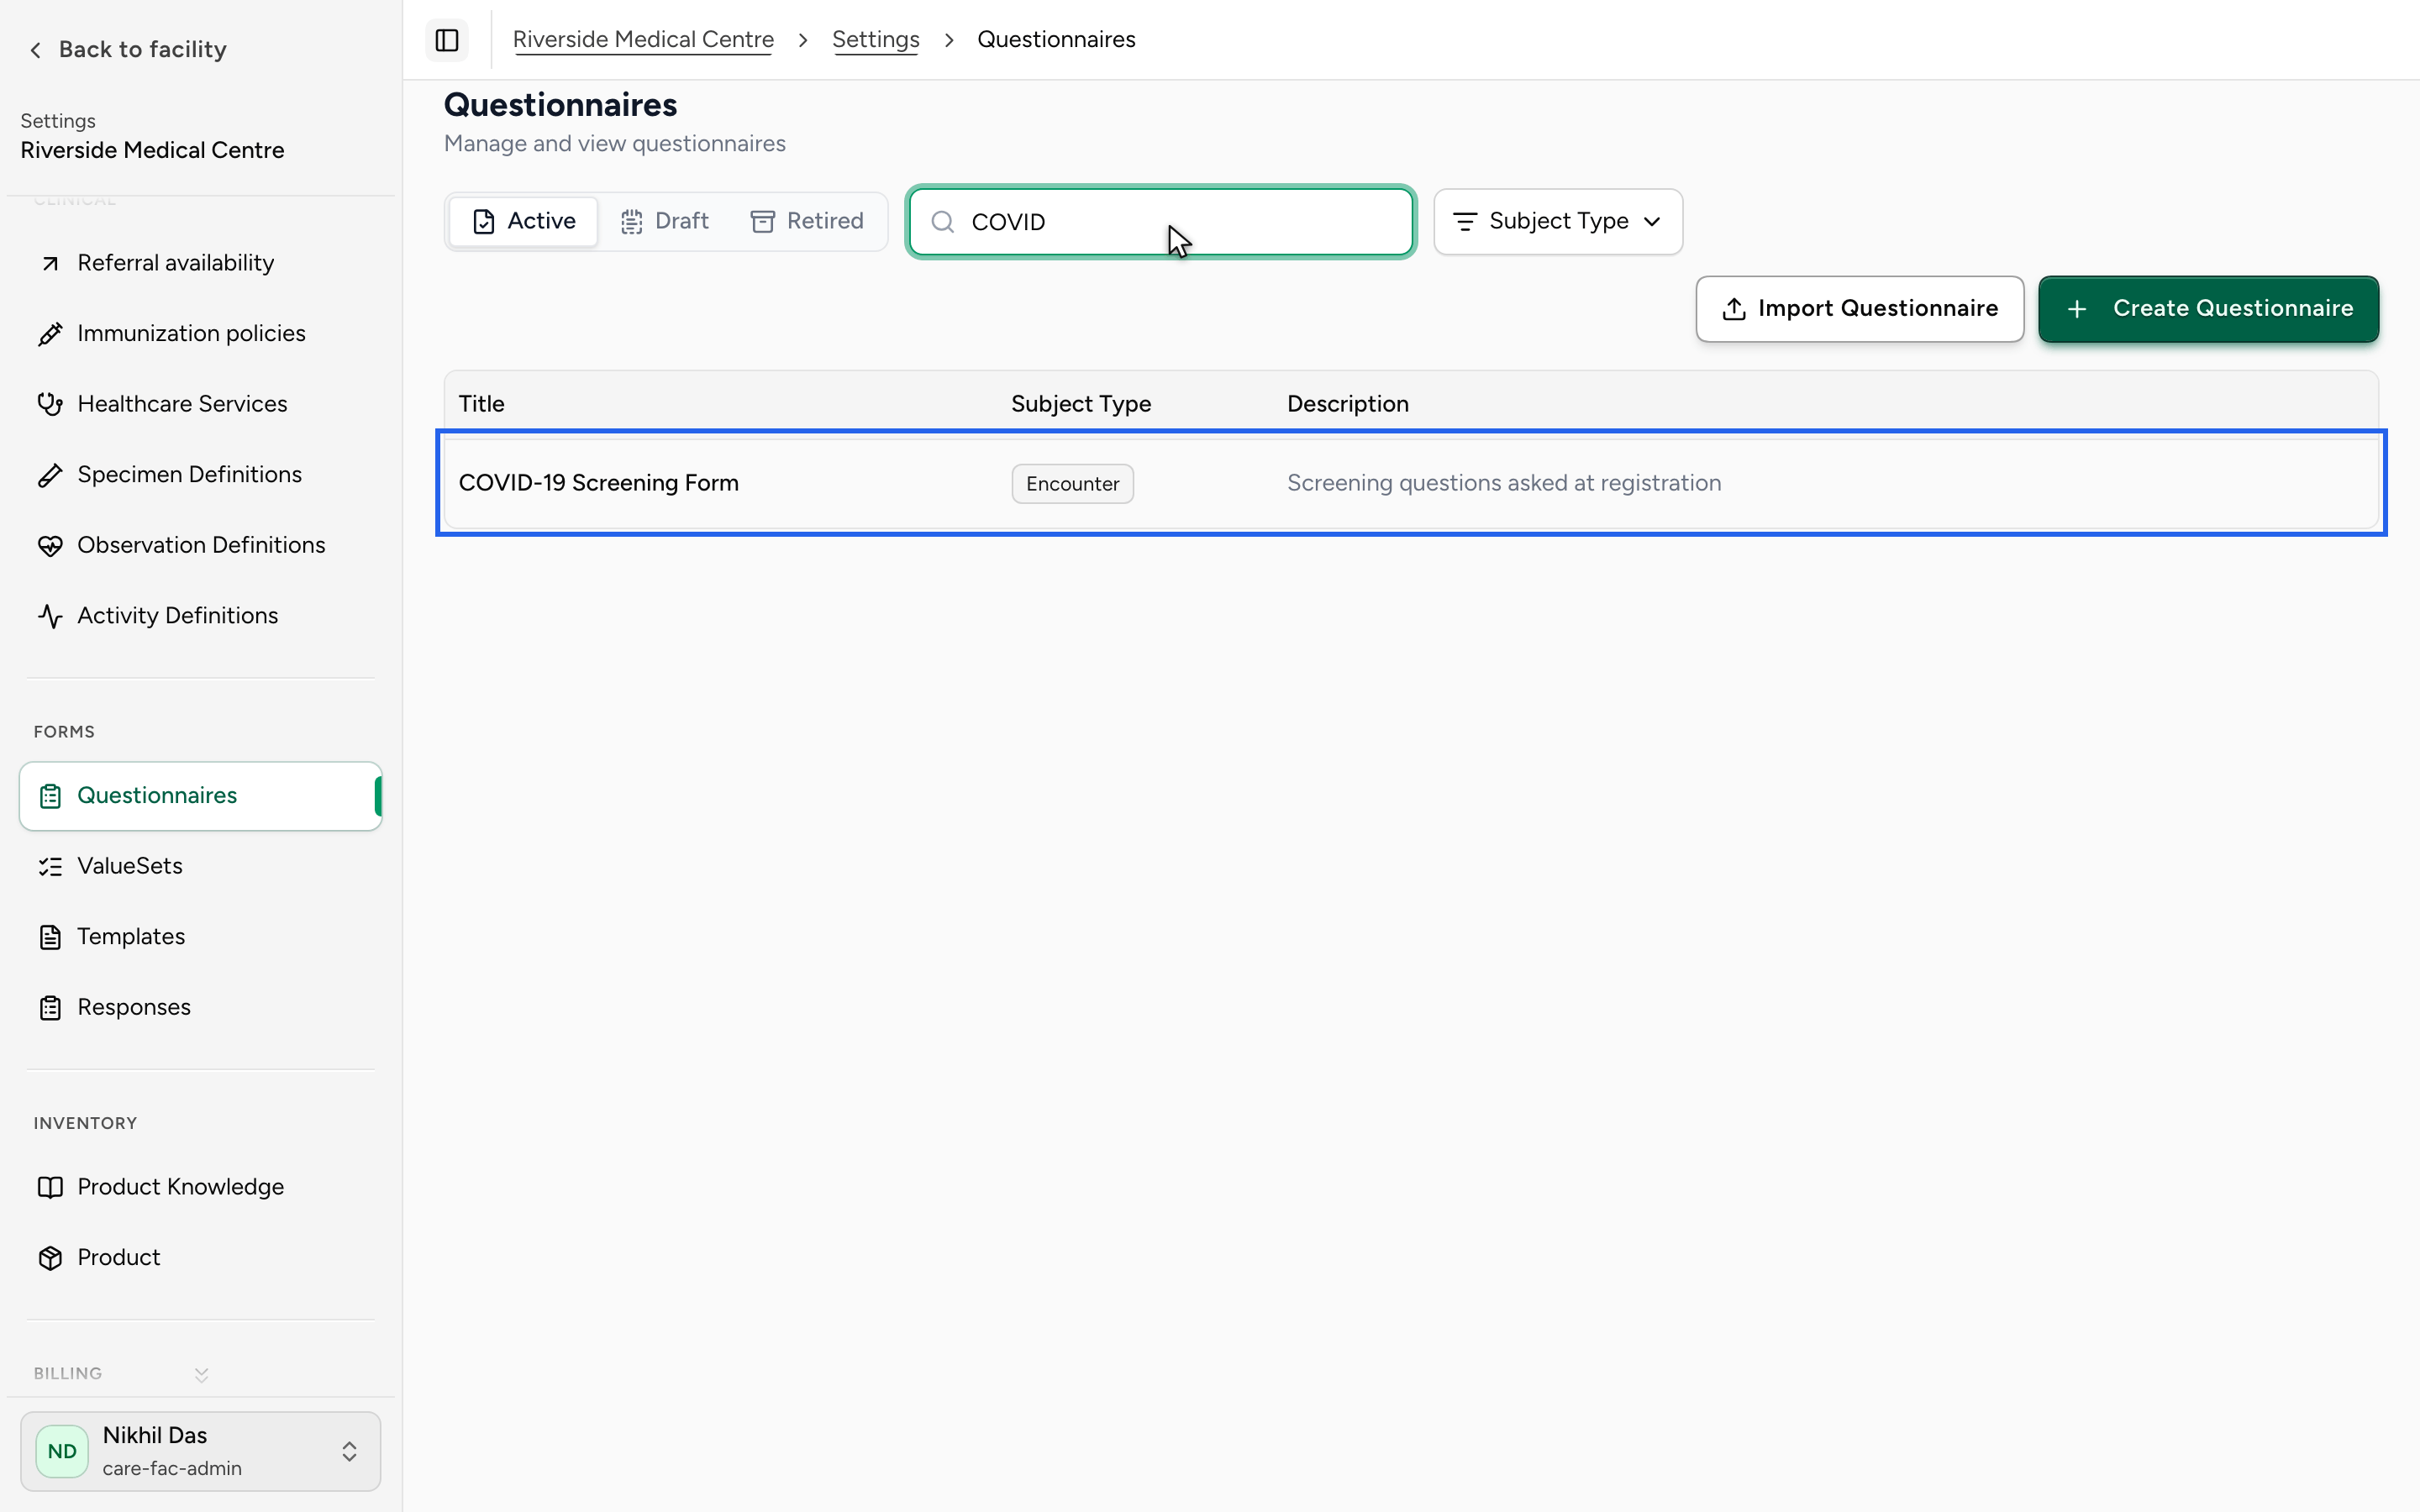 Back to facility
Settings
Riverside Medical Centre
CLINICAL
Referral availability
Immunization policies
Healthcare Services
Specimen Definitions
Observation Definitions
Activity Definitions
FORMS
Questionnaires
ValueSets
Templates
Responses
INVENTORY
Product Knowledge
Product
BILLING
ND
Nikhil Das
care-fac-admin
Riverside Medical Centre > Settings > Questionnaires
Questionnaires
Manage and view questionnaires
Active Draft Retired COVID Subject Type
Import Questionnaire + Create Questionnaire
Title Subject Type Description
COVID-19 Screening Form Encounter Screening questions asked at registration